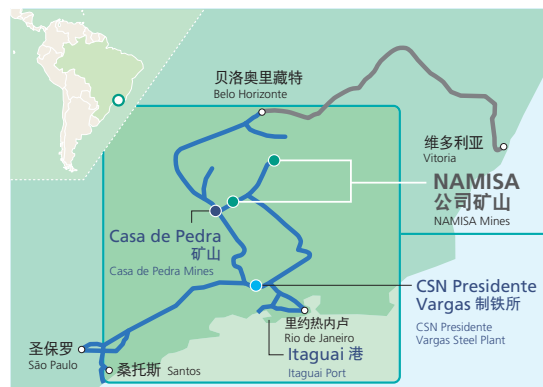 贝洛奥里藏特
Belo Horizonte
维多利亚
Vitoria
NAMISA
公司矿山
NAMISA Mines
Casa de Pedra
矿山
Casa de Pedra Mines
CSN Presidente
Vargas 制铁所
CSN Presidente
Vargas Steel Plant
里约热内卢
Rio de Janeiro
Itaguai 港
Itaguai Port
圣保罗
São Paulo
桑托斯 Santos